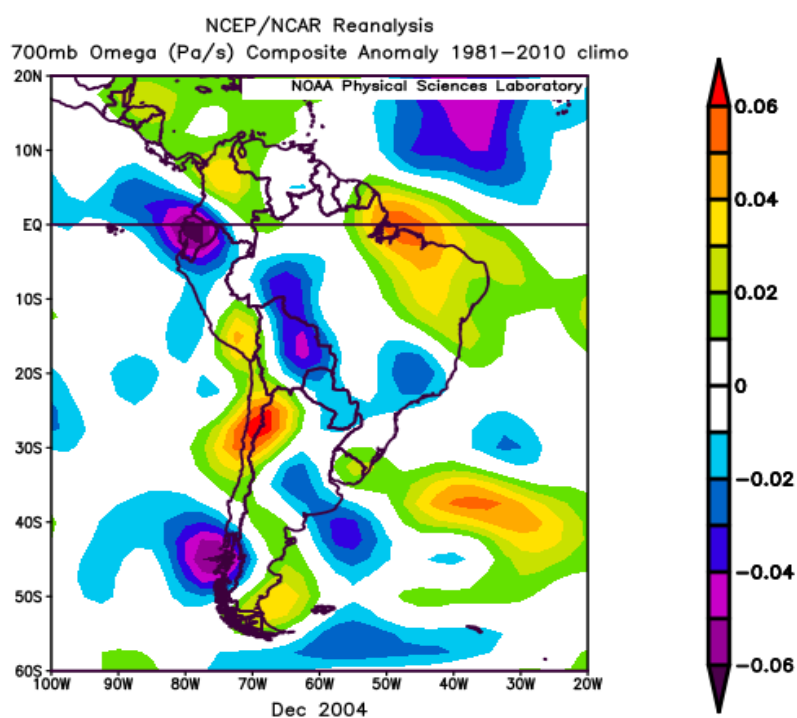 NCEP/NCAR Reanalysis
700mb Omega (Pa/s) Composite Anomaly 1981-2010 climo
NOAA Physical Sciences Laboratory
20N
10N
EQ
10S
20S
30S
40S
50S
60S
100W 90W 80W 70W 60W 50W 40W 30W 20W
Dec 2004
0.06
0.04
0.02
0
-0.02
-0.04
-0.06